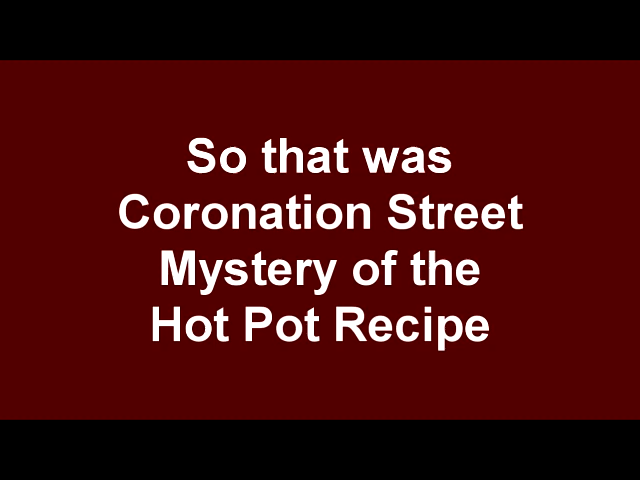 So that was
Coronation Street
Mystery of the
Hot Pot Recipe